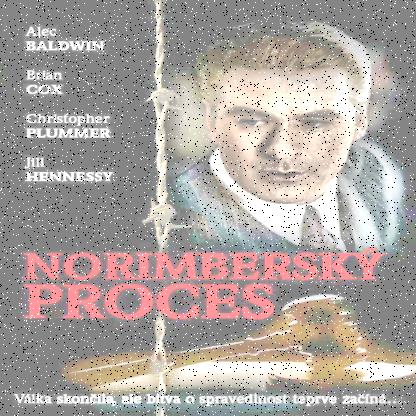 Alec
BALDWIN
Brian
COX
Christopher
PLUMMER
Jill
HENNESSY
NORIMBERSKÝ
PROCES
Válka skončila, ale bitva o spravedlnost teprve začíná...